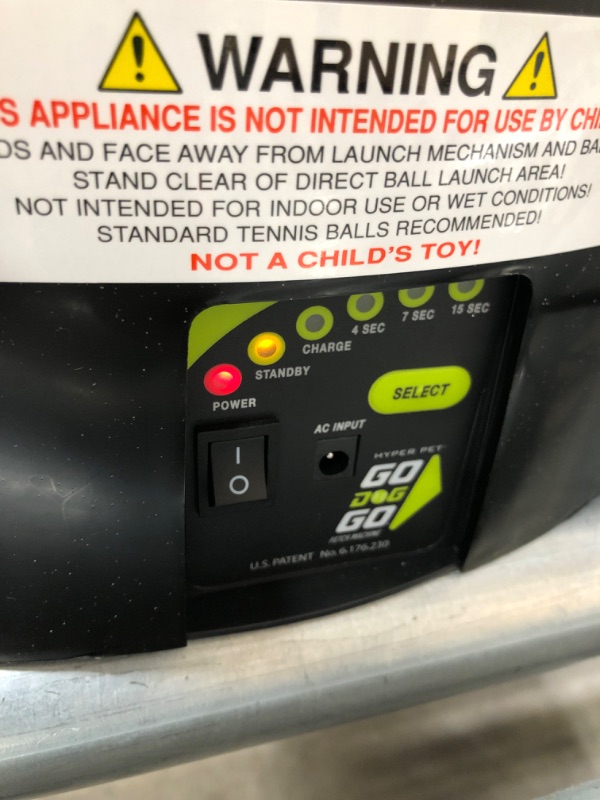 WARNING
S APPLIANCE IS NOT INTENDED FOR USE BY CHI
DS AND FACE AWAY FROM LAUNCH MECHANISM AND BA
STAND CLEAR OF DIRECT BALL LAUNCH AREA!
NOT INTENDED FOR INDOOR USE OR WET CONDITIONS!
STANDARD TENNIS BALLS RECOMMENDED!
NOT A CHILD'S TOY!
4 SEC 7 SEC 15 SEC
CHARGE
STANDBY
POWER
SELECT
AC INPUT
HYPER PET
GO
DOG
GO
FETCH MACHINE
U.S. PATENT No. 6,176,230